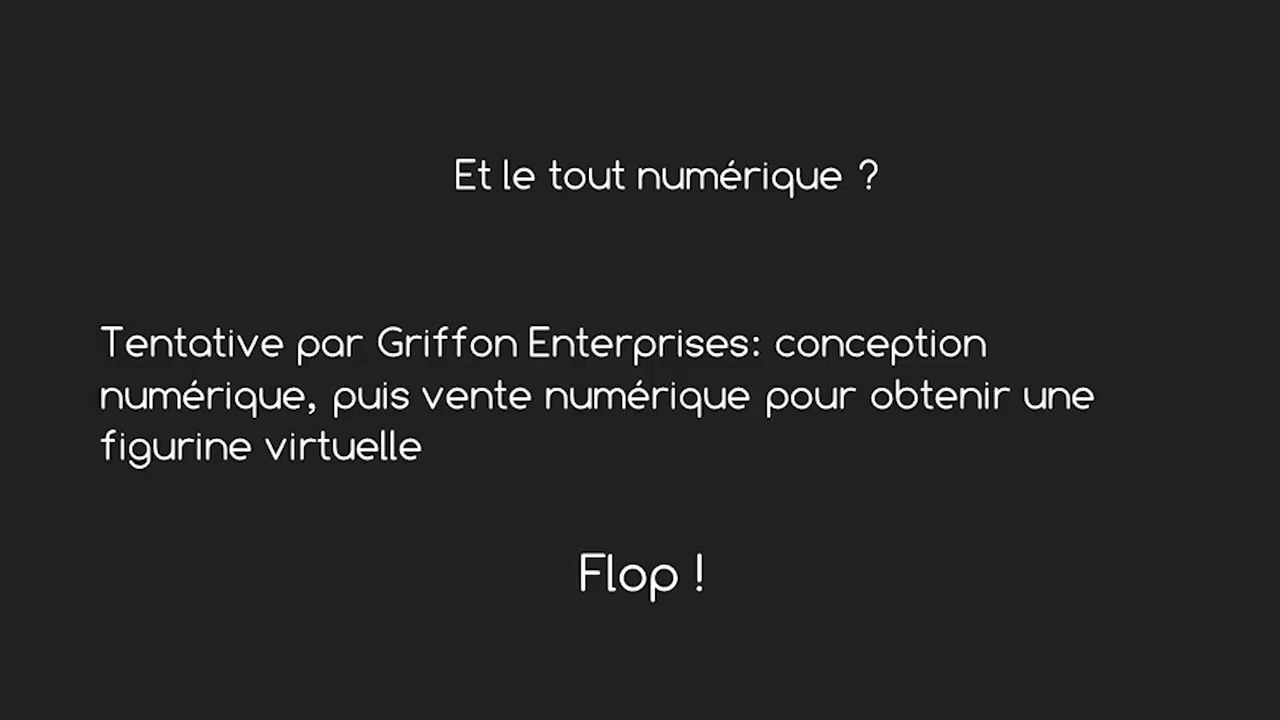 Et le tout numérique ?
Tentative par Griffon Enterprises: conception
numérique, puis vente numérique pour obtenir une
figurine virtuelle
Flop !